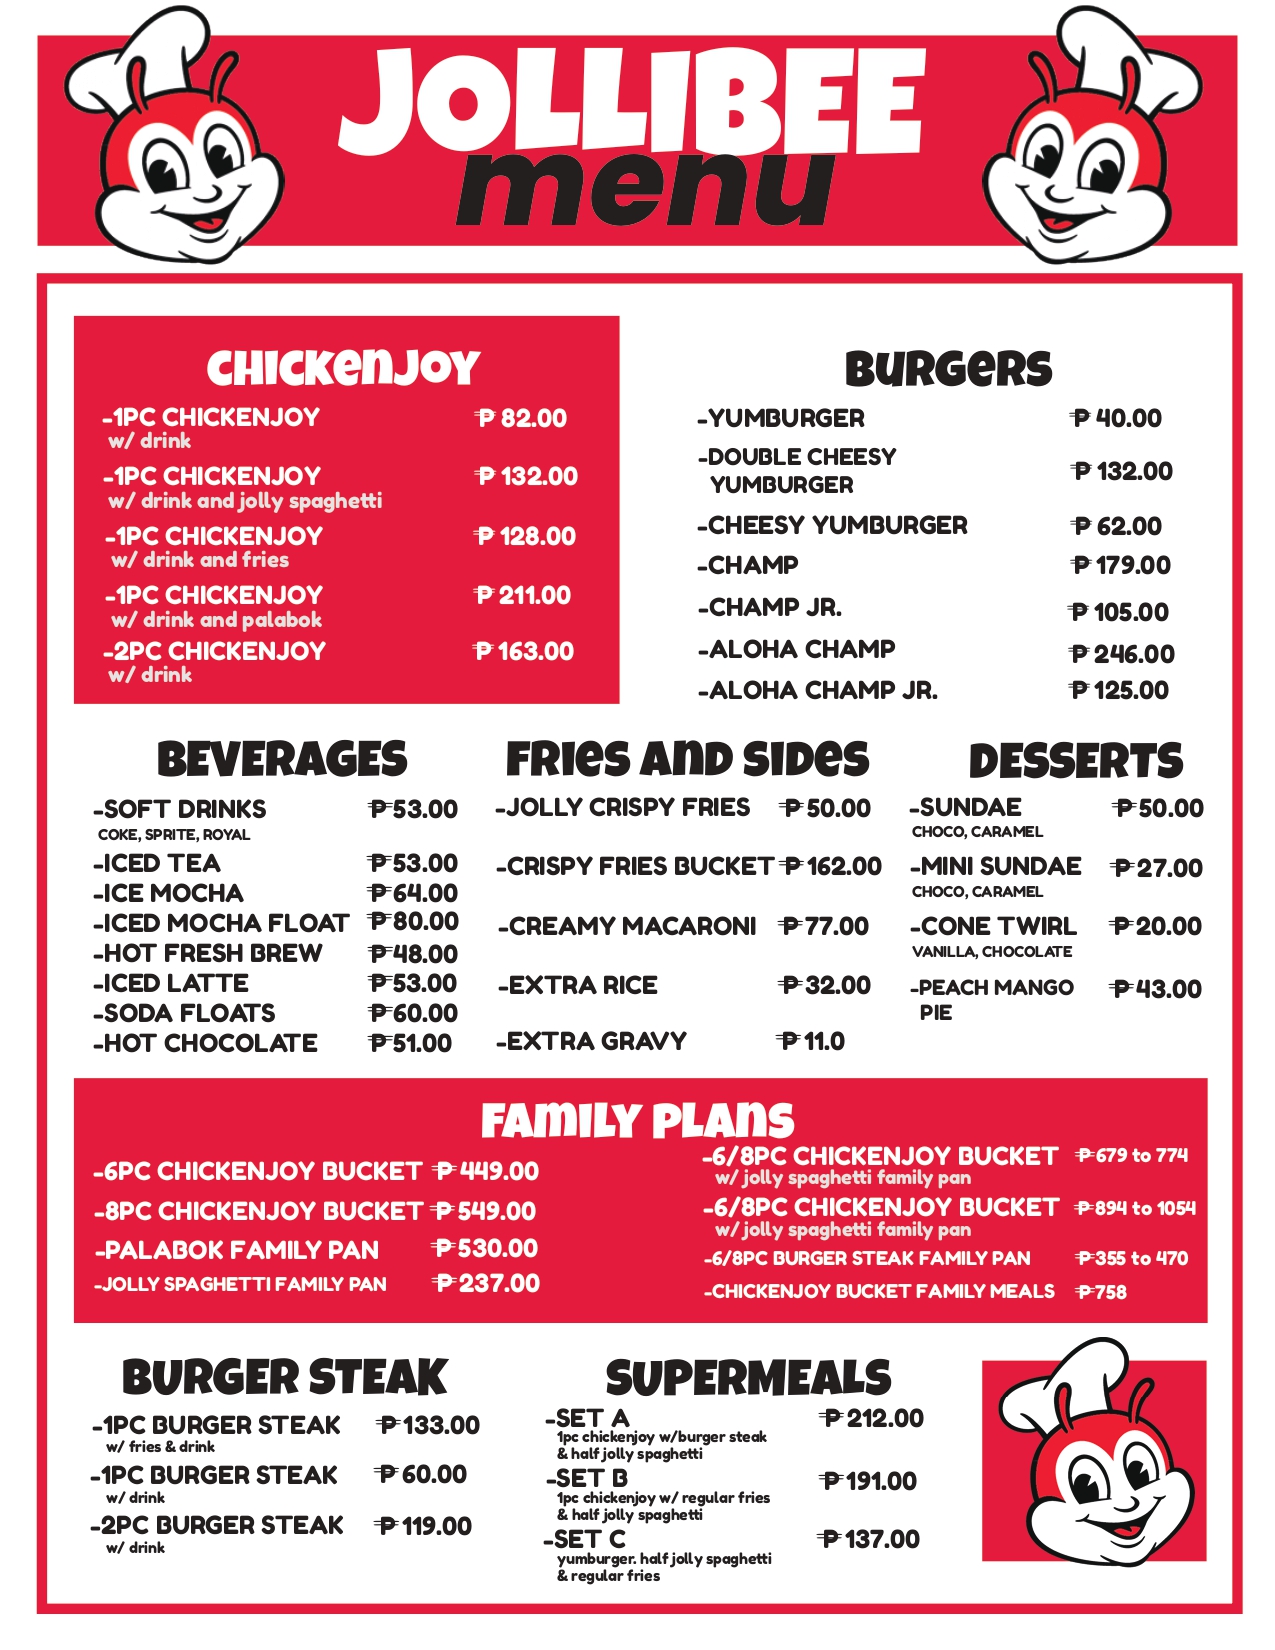 JOLLIBEE
menu
CHICKENJOY
-1PC CHICKENJOY ₱ 82.00
w/ drink
-1PC CHICKENJOY ₱ 132.00
w/ drink and jolly spaghetti
-1PC CHICKENJOY ₱ 128.00
w/ drink and fries
-1PC CHICKENJOY ₱ 211.00
w/ drink and palabok
-2PC CHICKENJOY ₱ 163.00
w/ drink
BURGERS
-YUMBURGER ₱ 40.00
-DOUBLE CHEESY
YUMBURGER ₱ 132.00
-CHEESY YUMBURGER ₱ 62.00
-CHAMP ₱ 179.00
-CHAMP JR. ₱ 105.00
-ALOHA CHAMP ₱ 246.00
-ALOHA CHAMP JR. ₱ 125.00
BEVERAGES
-SOFT DRINKS ₱53.00
COKE, SPRITE, ROYAL
-ICED TEA ₱53.00
-ICE MOCHA ₱64.00
-ICED MOCHA FLOAT ₱80.00
-HOT FRESH BREW ₱48.00
-ICED LATTE ₱53.00
-SODA FLOATS ₱60.00
-HOT CHOCOLATE ₱51.00
FRIES AND SIDES
-JOLLY CRISPY FRIES ₱50.00
-CRISPY FRIES BUCKET ₱162.00
-CREAMY MACARONI ₱77.00
-EXTRA RICE ₱32.00
-EXTRA GRAVY ₱11.0
DESSERTS
-SUNDAE ₱50.00
CHOCO, CARAMEL
-MINI SUNDAE ₱27.00
CHOCO, CARAMEL
-CONE TWIRL ₱20.00
VANILLA, CHOCOLATE
-PEACH MANGO ₱43.00
PIE
FAMILY PLANS
-6PC CHICKENJOY BUCKET ₱449.00
-8PC CHICKENJOY BUCKET ₱549.00
-PALABOK FAMILY PAN ₱530.00
-JOLLY SPAGHETTI FAMILY PAN ₱237.00
-6/8PC CHICKENJOY BUCKET ₱679 to 774
w/ jolly spaghetti family pan
-6/8PC CHICKENJOY BUCKET ₱894 to 1054
w/ jolly spaghetti family pan
-6/8PC BURGER STEAK FAMILY PAN ₱355 to 470
-CHICKENJOY BUCKET FAMILY MEALS ₱758
BURGER STEAK
-1PC BURGER STEAK ₱133.00
w/ fries & drink
-1PC BURGER STEAK ₱60.00
w/ drink
-2PC BURGER STEAK ₱119.00
w/ drink
SUPERMEALS
-SET A ₱212.00
1pc chickenjoy w/burger steak
& half jolly spaghetti
-SET B ₱191.00
1pc chickenjoy w/ regular fries
& half jolly spaghetti
-SET C ₱137.00
yumburger. half jolly spaghetti
& regular fries